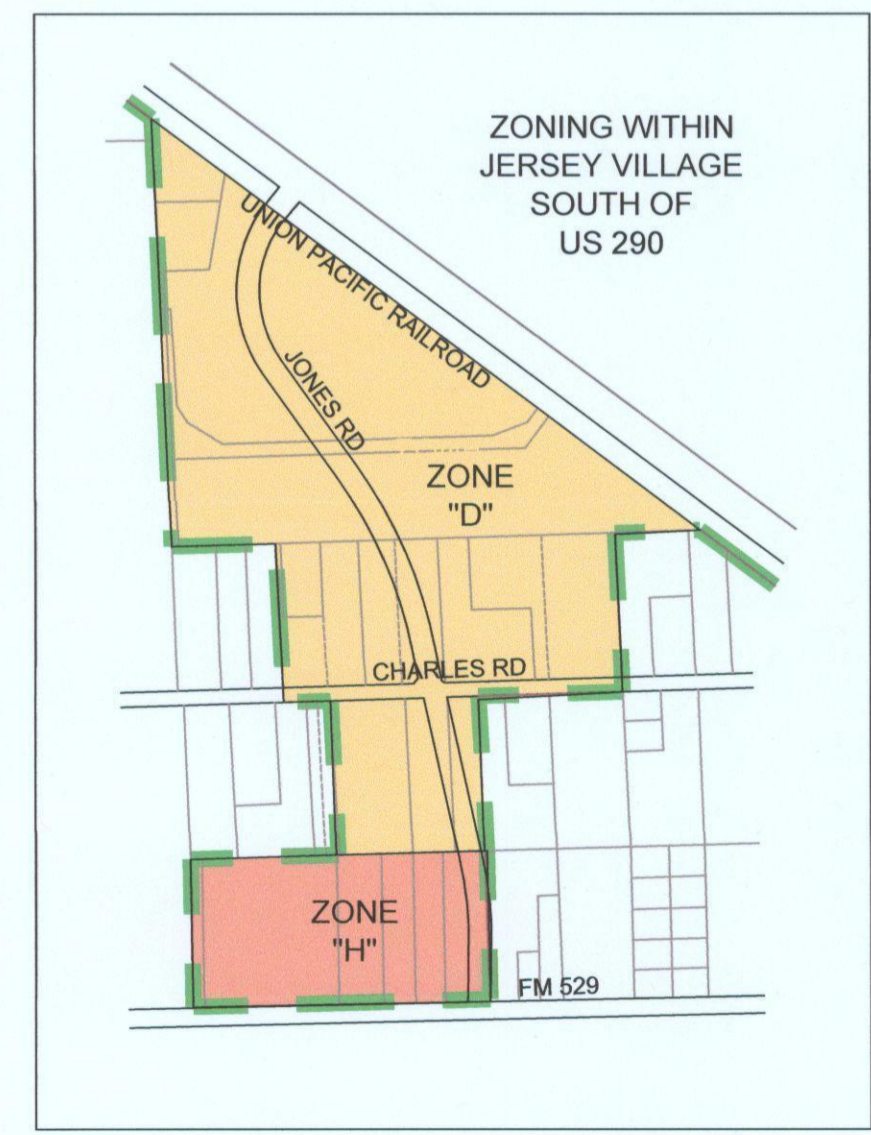 ZONING WITHIN
JERSEY VILLAGE
SOUTH OF
US 290
UNION PACIFIC RAILROAD
JONES RD
ZONE
"D"
CHARLES RD
ZONE
"H"
FM 529